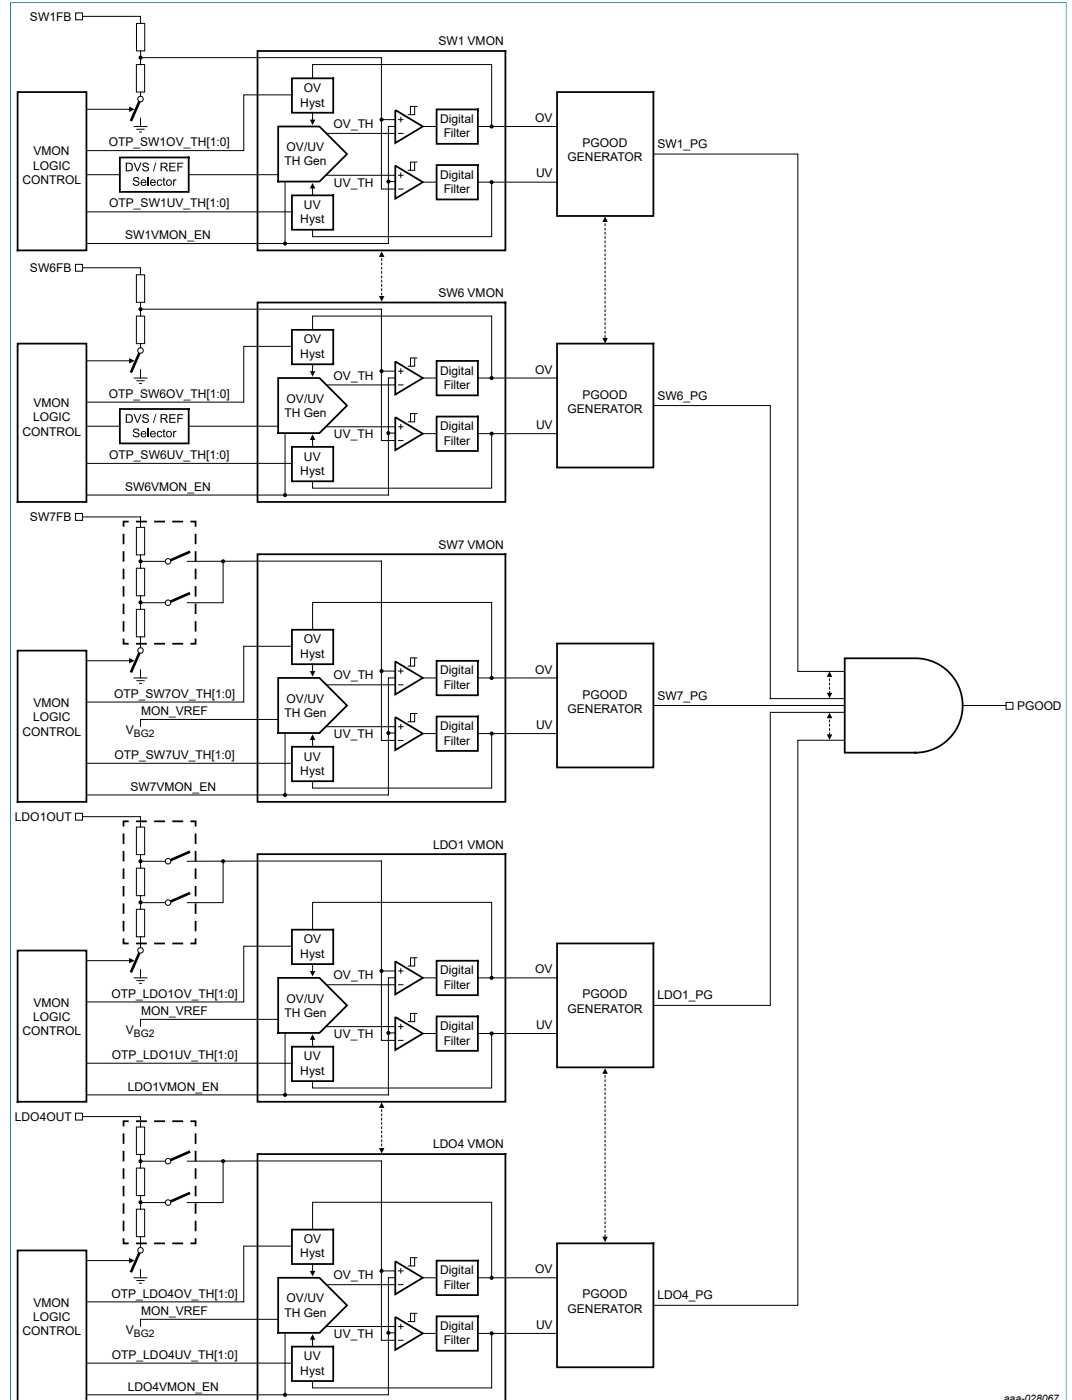 SW1FB
SW1 VMON
VMON
LOGIC
CONTROL
OTP_SW1OV_TH[1:0]
DVS / REF
Selector
OTP_SW1UV_TH[1:0]
SW1VMON_EN
OV
Hyst
OV/UV
TH Gen
UV
Hyst
OV_TH
UV_TH
+
−
+
−
Digital
Filter
Digital
Filter
OV
UV
PGOOD
GENERATOR
SW1_PG
SW6FB
SW6 VMON
VMON
LOGIC
CONTROL
OTP_SW6OV_TH[1:0]
DVS / REF
Selector
OTP_SW6UV_TH[1:0]
SW6VMON_EN
OV
Hyst
OV/UV
TH Gen
UV
Hyst
OV_TH
UV_TH
+
−
+
−
Digital
Filter
Digital
Filter
OV
UV
PGOOD
GENERATOR
SW6_PG
SW7FB
SW7 VMON
VMON
LOGIC
CONTROL
OTP_SW7OV_TH[1:0]
MON_VREF
VBG2
OTP_SW7UV_TH[1:0]
SW7VMON_EN
OV
Hyst
OV/UV
TH Gen
UV
Hyst
OV_TH
UV_TH
+
−
+
−
Digital
Filter
Digital
Filter
OV
UV
PGOOD
GENERATOR
SW7_PG
PGOOD
LDO1OUT
LDO1 VMON
VMON
LOGIC
CONTROL
OTP_LDO1OV_TH[1:0]
MON_VREF
VBG2
OTP_LDO1UV_TH[1:0]
LDO1VMON_EN
OV
Hyst
OV/UV
TH Gen
UV
Hyst
OV_TH
UV_TH
+
−
+
−
Digital
Filter
Digital
Filter
OV
UV
PGOOD
GENERATOR
LDO1_PG
LDO4OUT
LDO4 VMON
VMON
LOGIC
CONTROL
OTP_LDO4OV_TH[1:0]
MON_VREF
VBG2
OTP_LDO4UV_TH[1:0]
LDO4VMON_EN
OV
Hyst
OV/UV
TH Gen
UV
Hyst
OV_TH
UV_TH
+
−
+
−
Digital
Filter
Digital
Filter
OV
UV
PGOOD
GENERATOR
LDO4_PG
aaa-028067